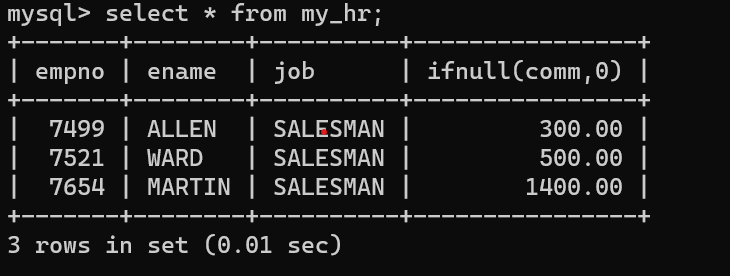 mysql> select * from my_hr;
+-------+--------+----------+----------------+
| empno | ename  | job      | ifnull(comm,0) |
+-------+--------+----------+----------------+
|  7499 | ALLEN  | SALESMAN |         300.00 |
|  7521 | WARD   | SALESMAN |         500.00 |
|  7654 | MARTIN | SALESMAN |        1400.00 |
+-------+--------+----------+----------------+
3 rows in set (0.01 sec)